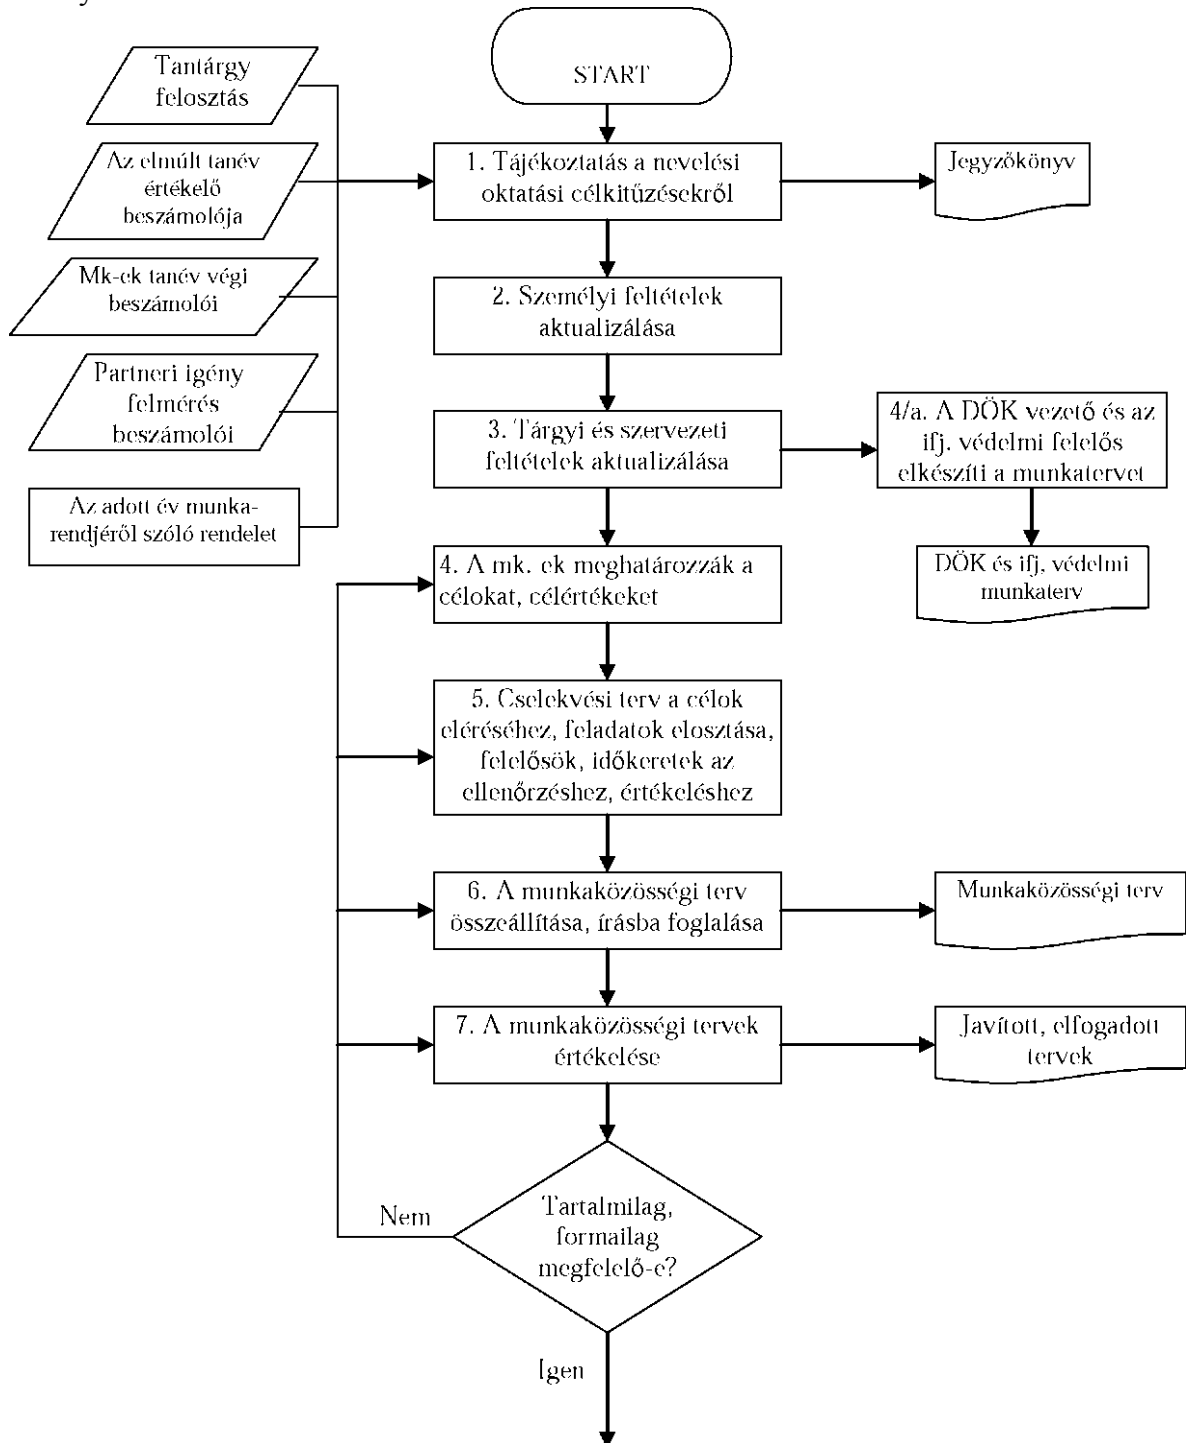 START
Tantárgy
felosztás
Az elmúlt tanév
értékelő
beszámolója
Mk-ek tanév végi
beszámolói
Partneri igény
felmérés
beszámolói
Az adott év munka-
rendjéről szóló rendelet
1. Tájékoztatás a nevelési
oktatási célkitűzésekről
Jegyzőkönyv
2. Személyi feltételek
aktualizálása
3. Tárgyi és szervezeti
feltételek aktualizálása
4/a. A DÖK vezető és az
ifj. védelmi felelős
elkészíti a munkatervet
DÖK és ifj, védelmi
munkaterv
4. A mk. ek meghatározzák a
célokat, célértékeket
5. Cselekvési terv a célok
eléréséhez, feladatok elosztása,
felelősök, időkeretek az
ellenőrzéshez, értékeléshez
6. A munkaközösségi terv
összeállítása, írásba foglalása
Munkaközösségi terv
7. A munkaközösségi tervek
értékelése
Javított, elfogadott
tervek
Tartalmilag,
formailag
megfelelő-e?
Nem
Igen